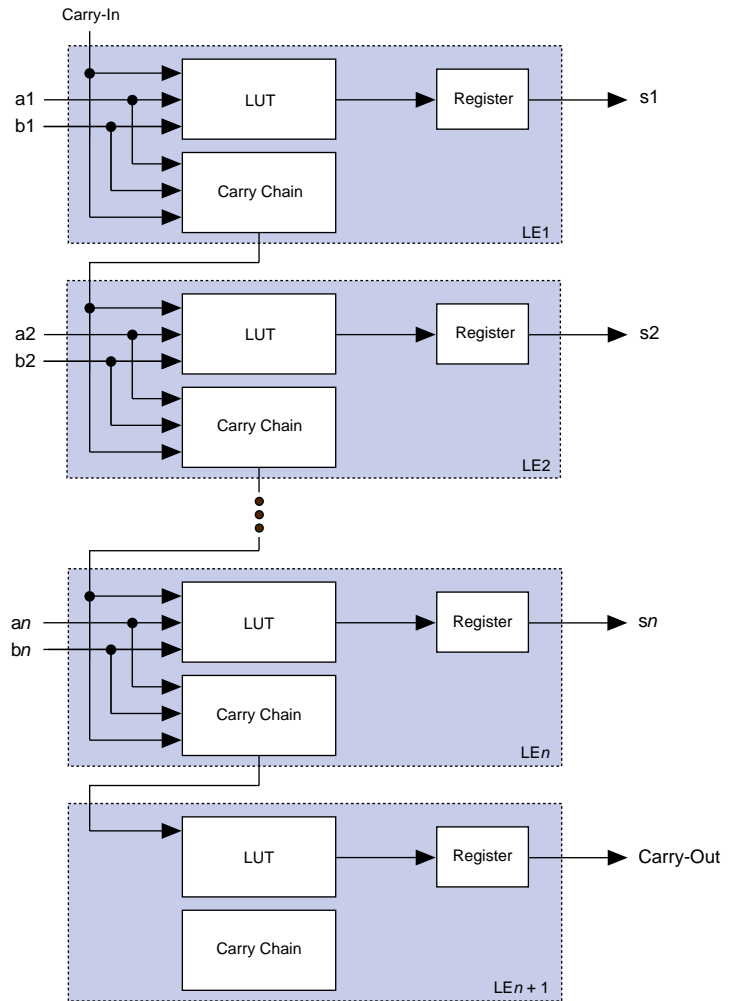 Carry-In
a1
b1
LUT
Register
s1
Carry Chain
LE1
a2
b2
LUT
Register
s2
Carry Chain
LE2
an
bn
LUT
Register
sn
Carry Chain
LEn
LUT
Register
Carry-Out
Carry Chain
LEn + 1